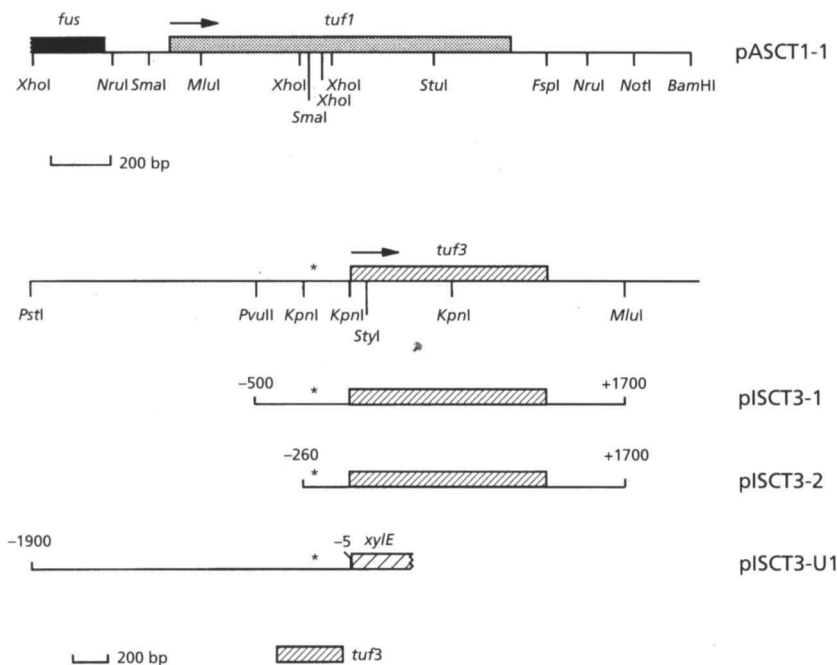 fus tuf1
pASCT1-1
XhoI NruI SmaI MluI XhoI XhoI StuI FspI NruI NotI BamHI
XhoI
SmaI
200 bp
tuf3
*
PstI PvuII KpnI KpnI KpnI MluI
StyI
−500 +1700
* pISCT3-1
−260 +1700
* pISCT3-2
−1900 −5 xylE
* pISCT3-U1
200 bp tuf3